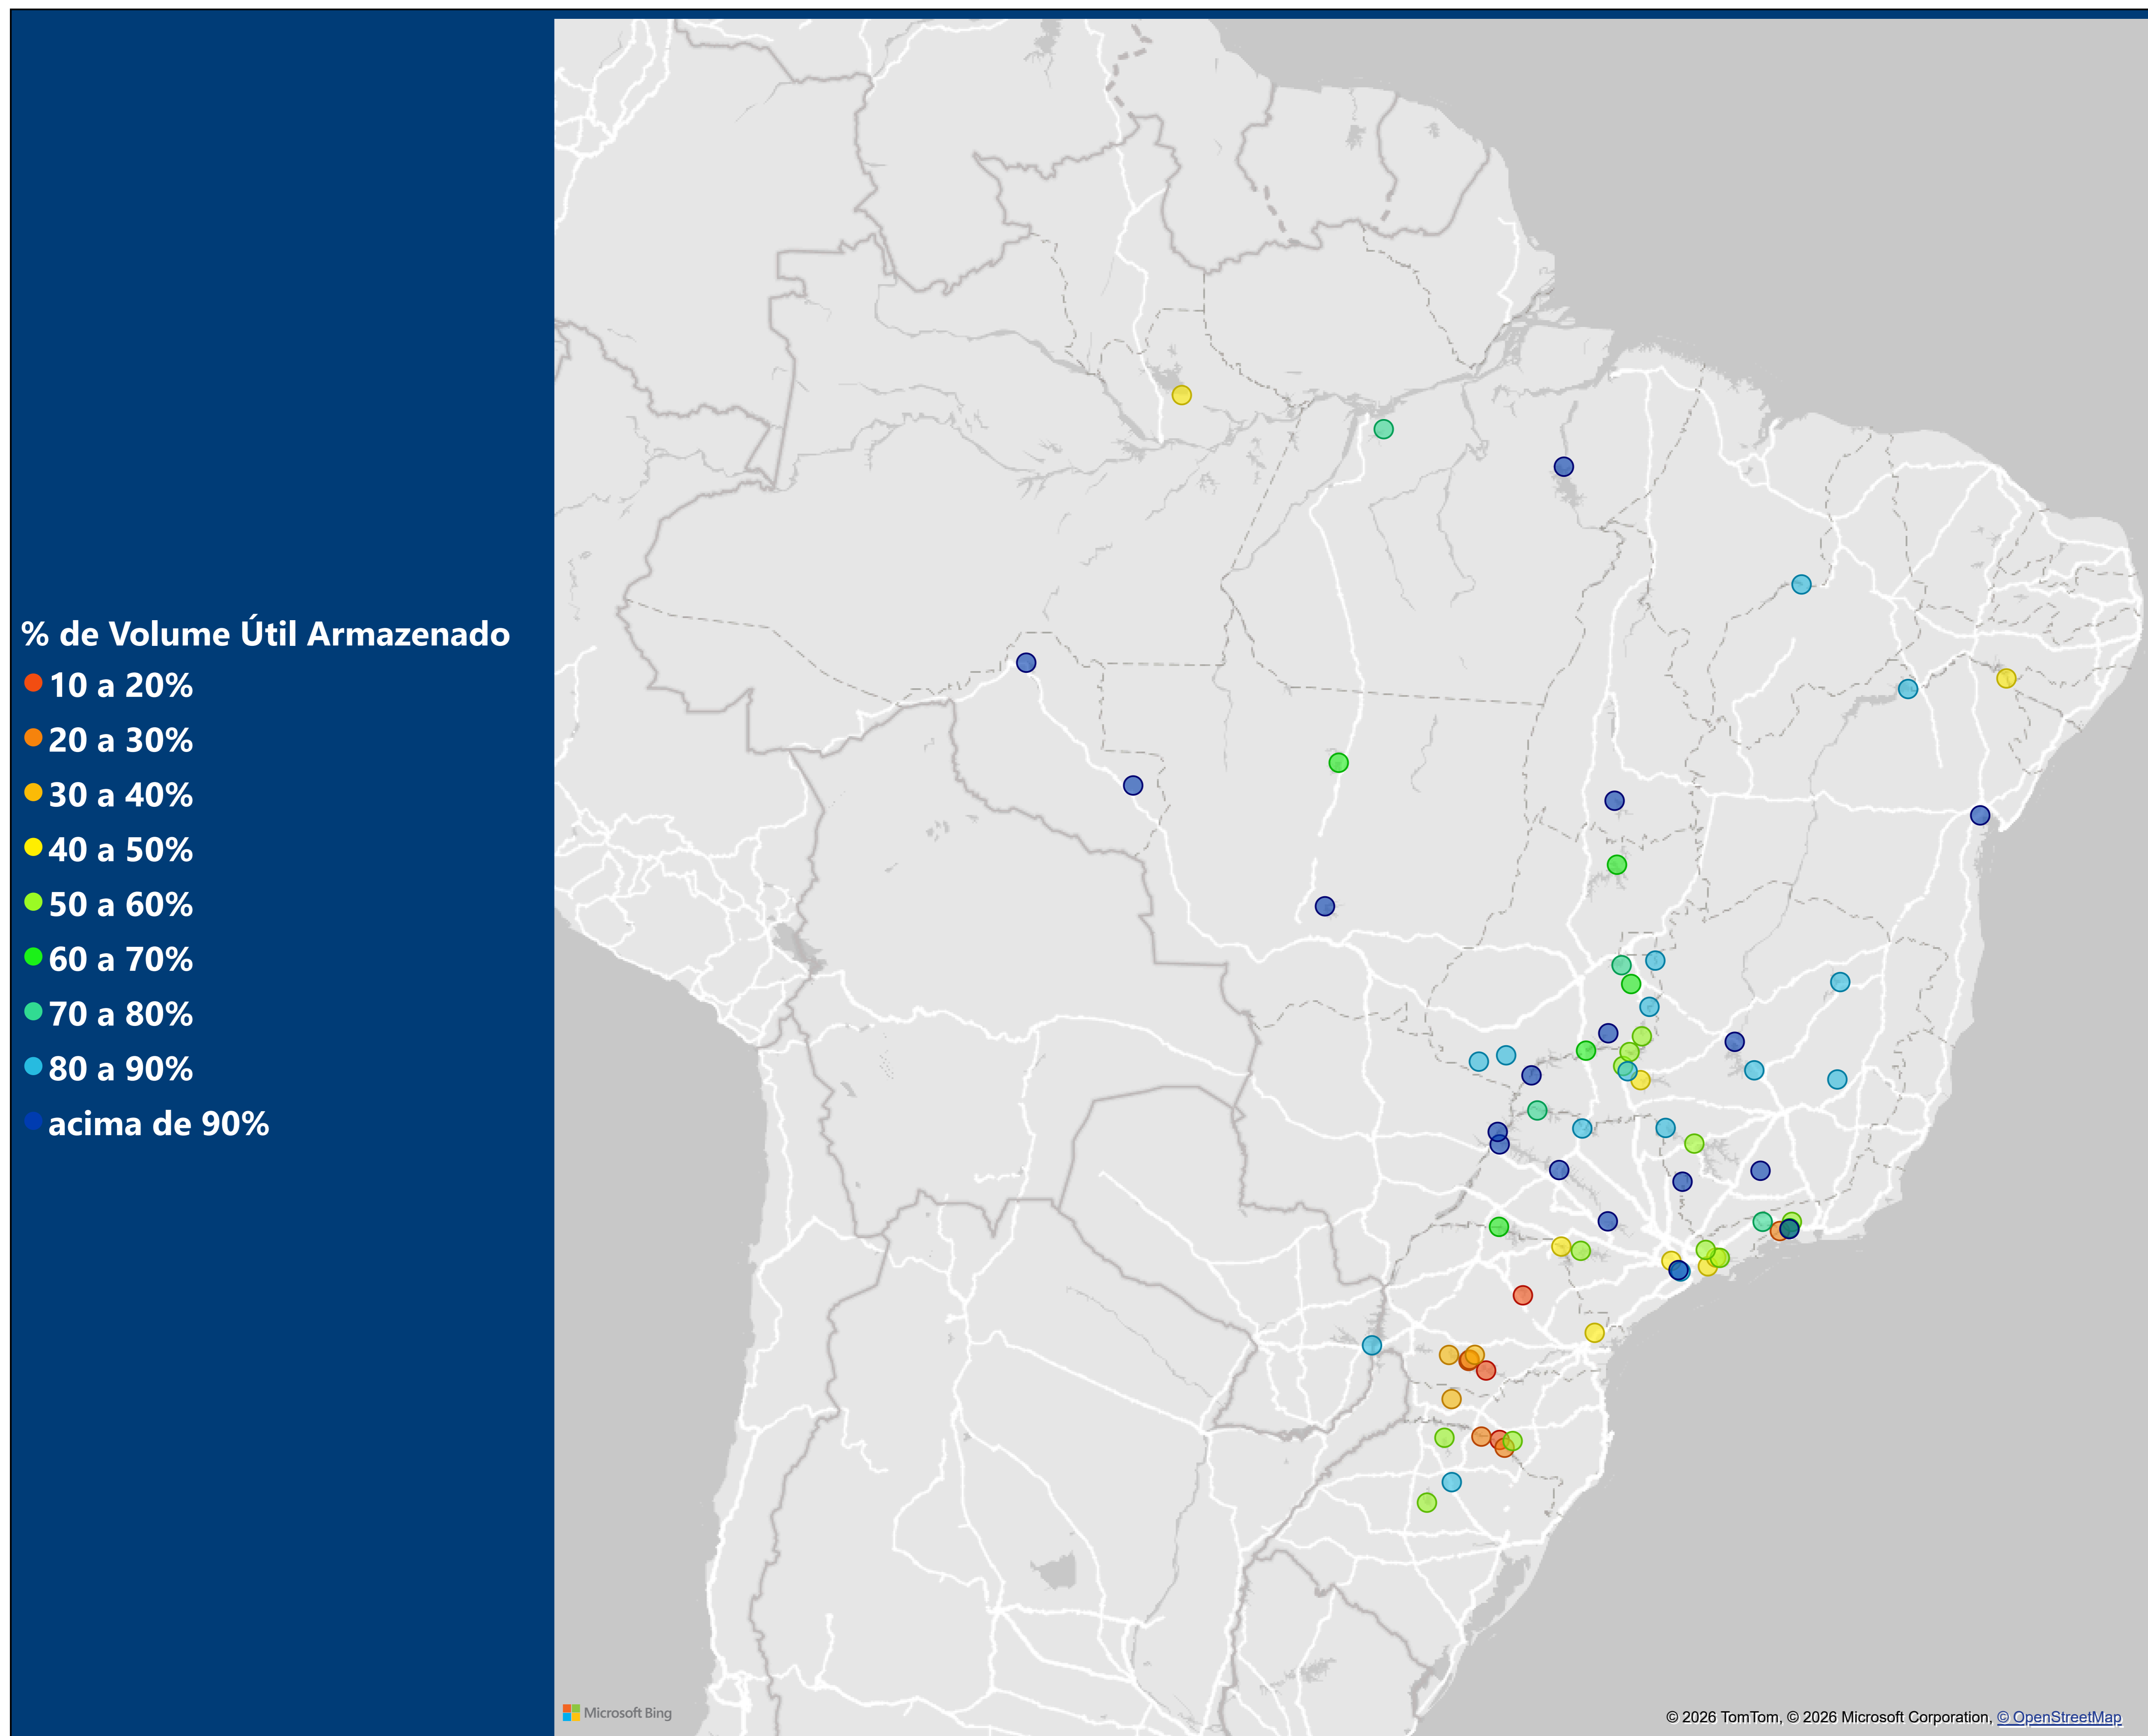 % de Volume Útil Armazenado
10 a 20%
20 a 30%
30 a 40%
40 a 50%
50 a 60%
60 a 70%
70 a 80%
80 a 90%
acima de 90%
Microsoft Bing
© 2026 TomTom, © 2026 Microsoft Corporation, © OpenStreetMap